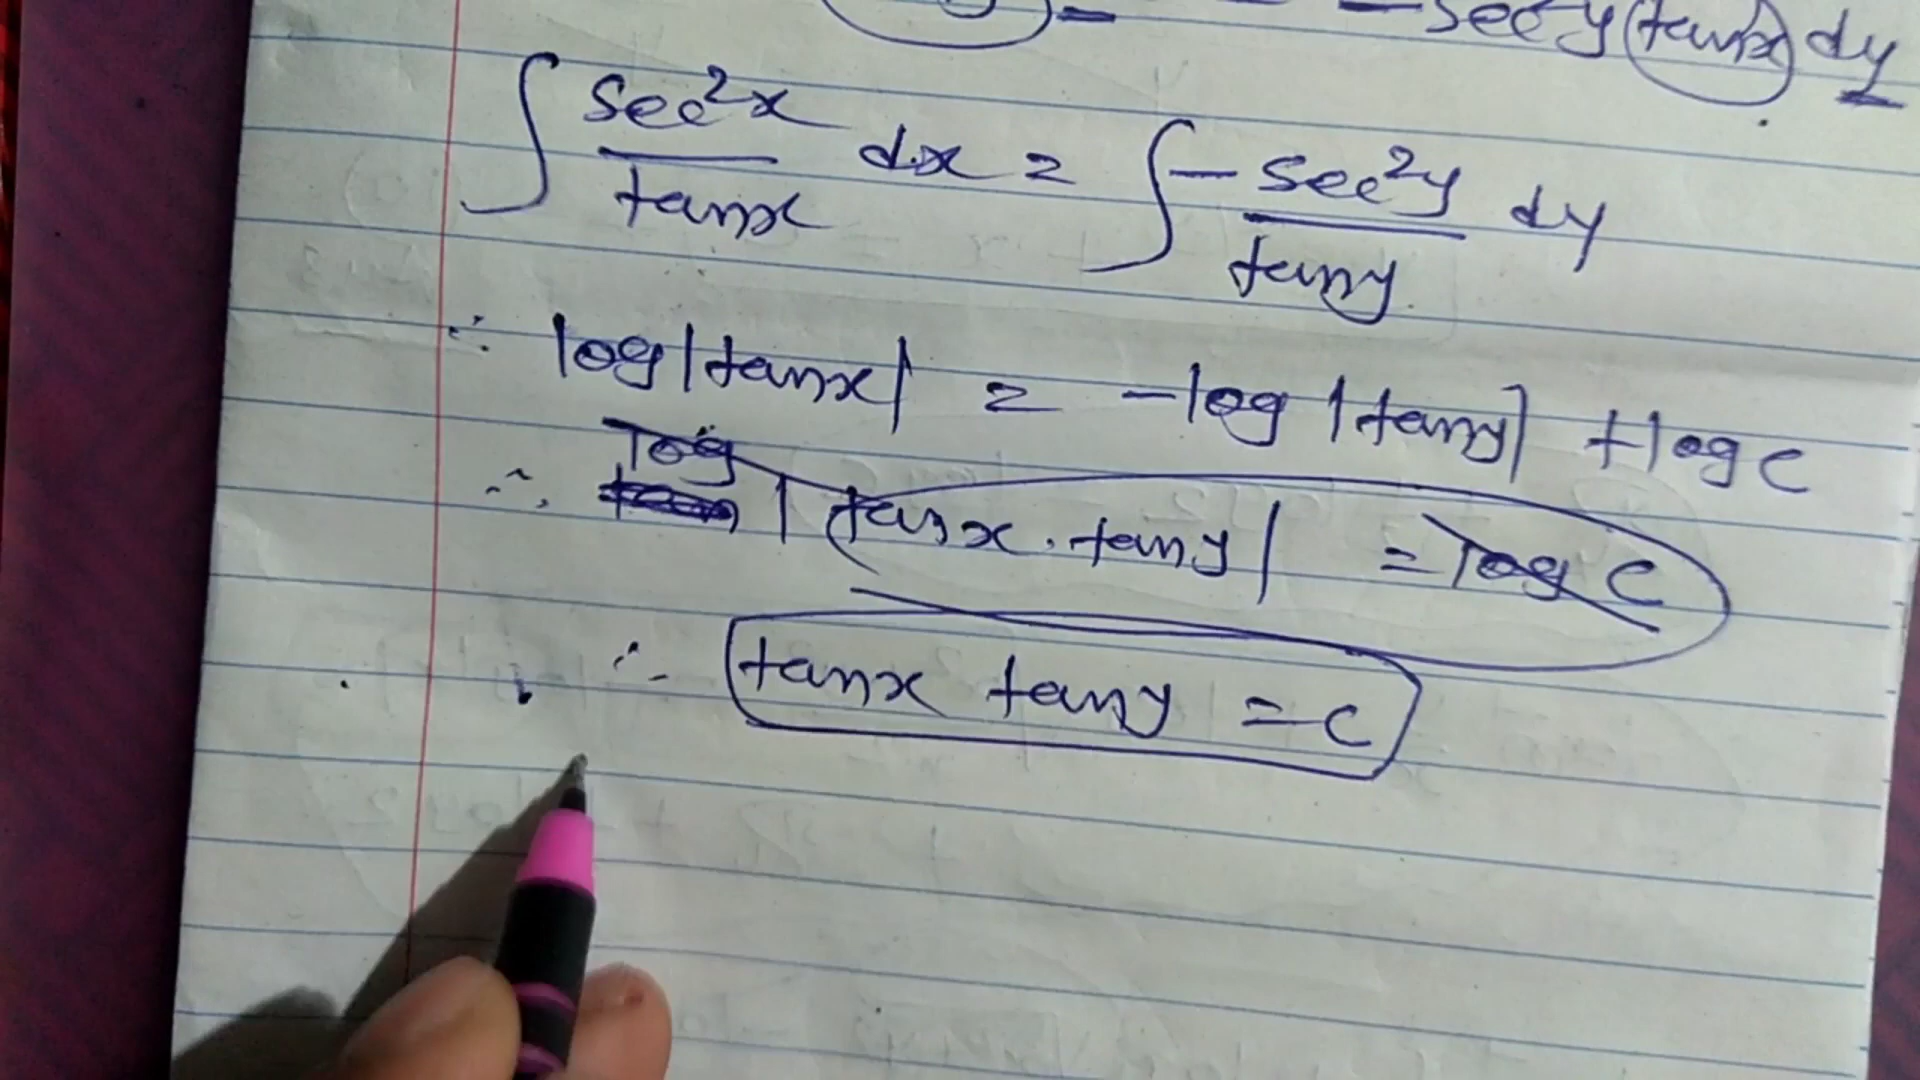 - sec²y (tanx) dy
∫ sec²x / tanx dx = ∫ - sec²y / tany dy
∴ log |tanx| = - log |tany| + log c
∴ log |tanx . tany| = log c
∴ tanx tany = c